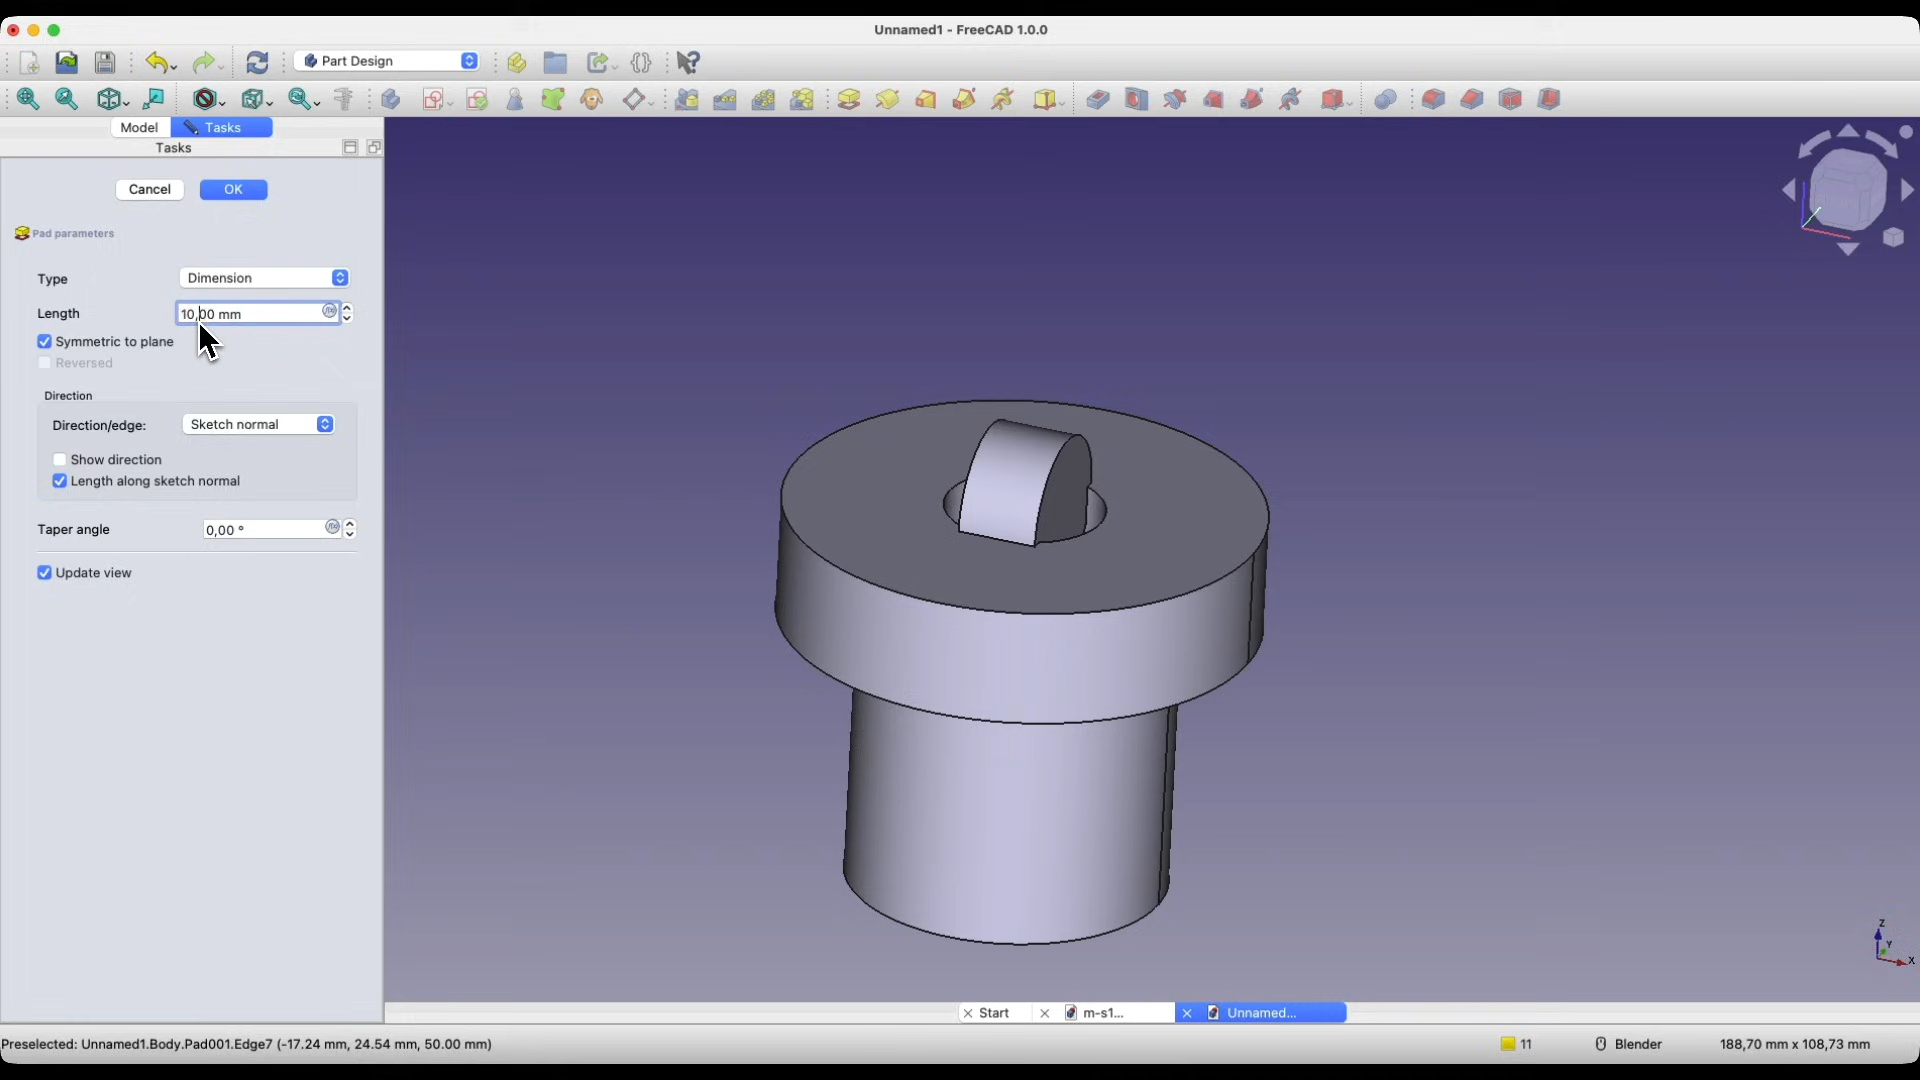 Unnamed1 - FreeCAD 1.0.0
Part Design
Model
Tasks
Tasks
Cancel
OK
Pad parameters
Type
Dimension
Length
10,00 mm
Symmetric to plane
Reversed
Direction
Direction/edge:
Sketch normal
Show direction
Length along sketch normal
Taper angle
0,00 °
Update view
Z
Y
X
Start
m-s1...
Unnamed...
Preselected: Unnamed1.Body.Pad001.Edge7 (-17.24 mm, 24.54 mm, 50.00 mm)
11
Blender
188,70 mm x 108,73 mm